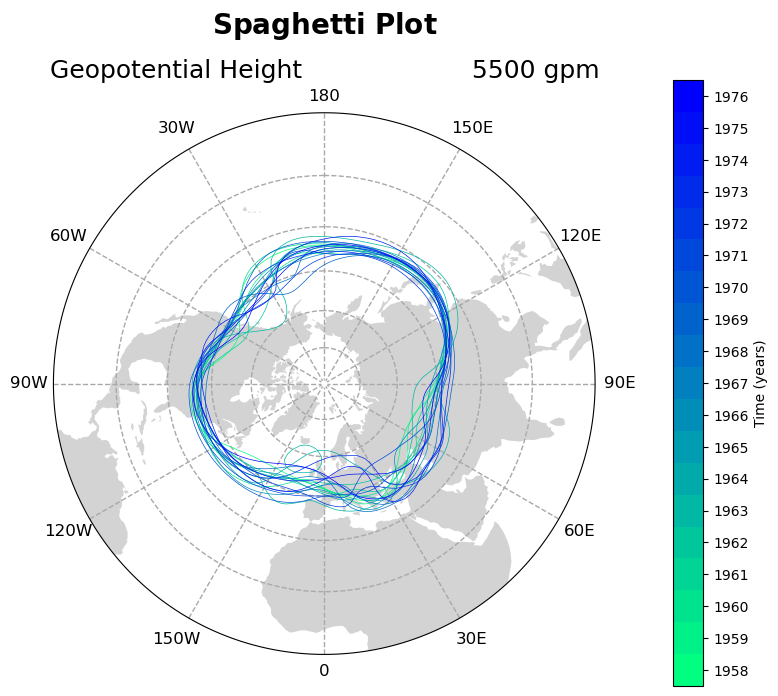 Spaghetti Plot
Geopotential Height
5500 gpm
180
30W
150E
60W
120E
90W
90E
120W
60E
150W
30E
0
1976
1975
1974
1973
1972
1971
1970
1969
1968
1967
1966
1965
1964
1963
1962
1961
1960
1959
1958
Time (years)